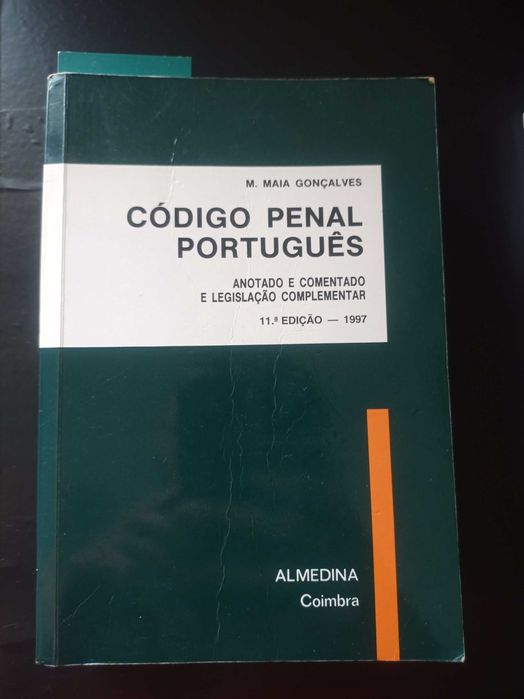 M. MAIA GONÇALVES
CÓDIGO PENAL
PORTUGUÊS
ANOTADO E COMENTADO
E LEGISLAÇÃO COMPLEMENTAR
11.ª EDIÇÃO — 1997
ALMEDINA
Coimbra